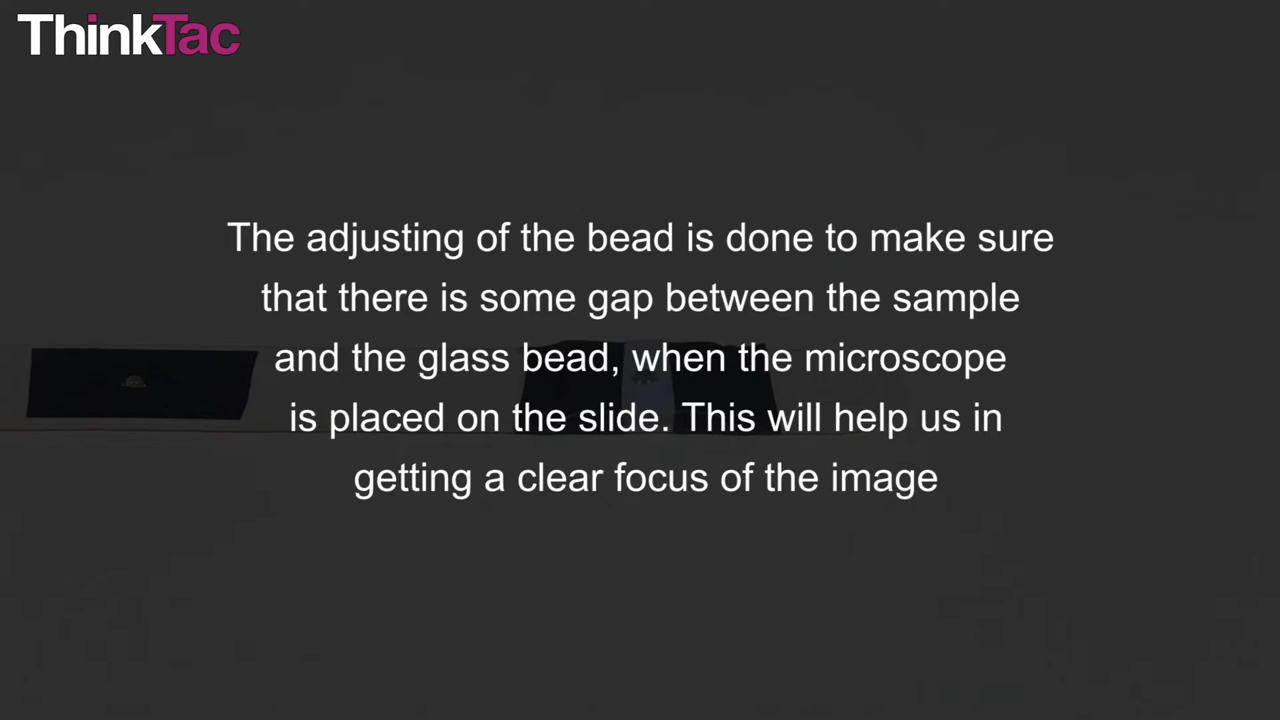 ThinkTac
The adjusting of the bead is done to make sure
that there is some gap between the sample
and the glass bead, when the microscope
is placed on the slide. This will help us in
getting a clear focus of the image